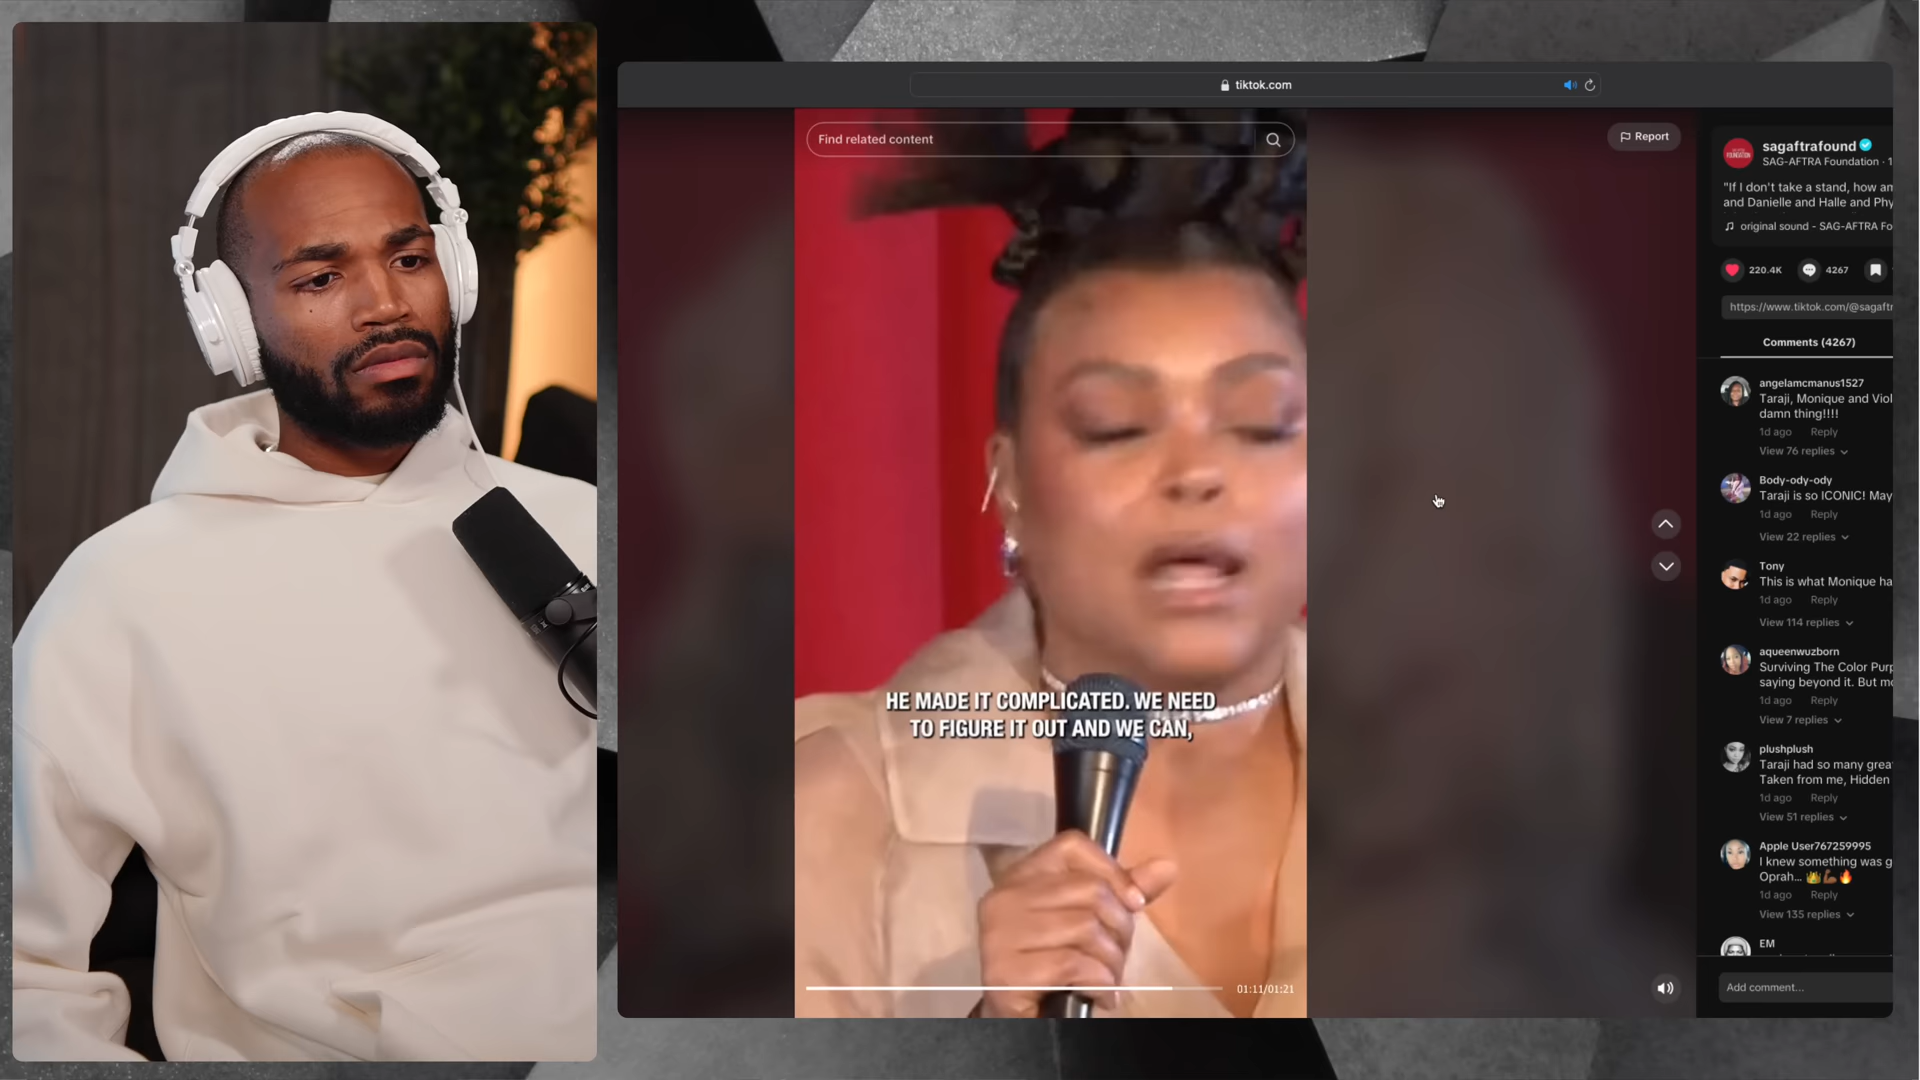 tiktok.com
Find related content
Report
HE MADE IT COMPLICATED. WE NEED
TO FIGURE IT OUT AND WE CAN,
01:11/01:21
FOUNDATION
sagaftrafound
SAG-AFTRA Foundation · 1
"If I don't take a stand, how am
and Danielle and Halle and Phy
original sound - SAG-AFTRA Fo
220.4K
4267
https://www.tiktok.com/@sagaftr
Comments (4267)
angelamcmanus1527
Taraji, Monique and Viol
damn thing!!!!
1d ago Reply
View 76 replies
Body-ody-ody
Taraji is so ICONIC! May
1d ago Reply
View 22 replies
Tony
This is what Monique ha
1d ago Reply
View 114 replies
aqueenwuzborn
Surviving The Color Purp
saying beyond it. But mo
1d ago Reply
View 7 replies
plushplush
Taraji had so many grea
Taken from me, Hidden
1d ago Reply
View 51 replies
Apple User767259995
I knew something was g
Oprah... 👑💪🏾🔥
1d ago Reply
View 135 replies
EM
Add comment...